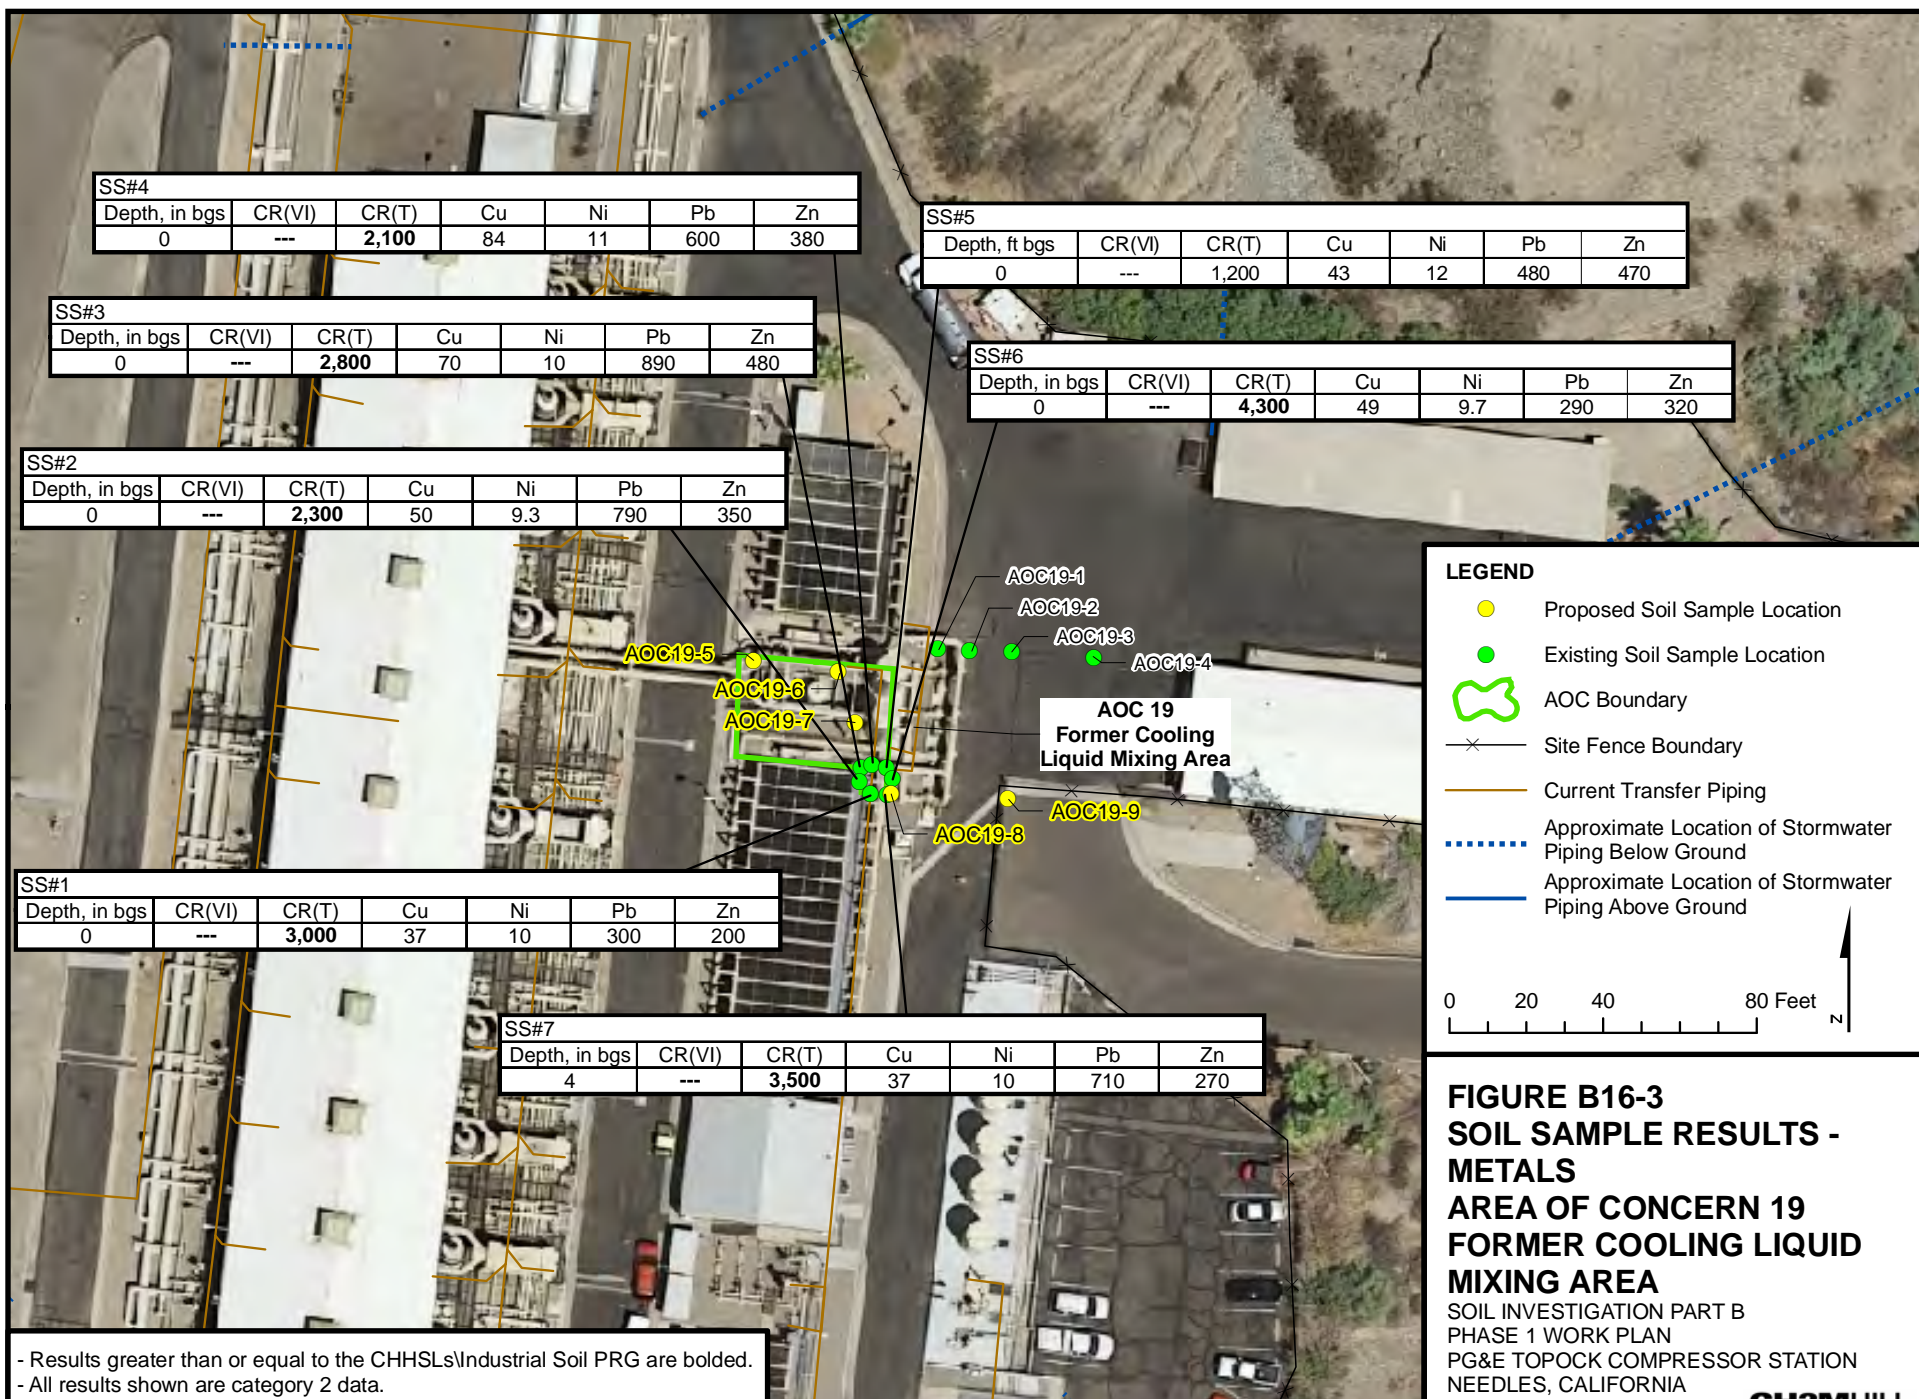 SS#4
Depth, in bgs CR(VI) CR(T) Cu Ni Pb Zn
0 --- 2,100 84 11 600 380
SS#5
Depth, ft bgs CR(VI) CR(T) Cu Ni Pb Zn
0 --- 1,200 43 12 480 470
SS#3
Depth, in bgs CR(VI) CR(T) Cu Ni Pb Zn
0 --- 2,800 70 10 890 480
SS#6
Depth, in bgs CR(VI) CR(T) Cu Ni Pb Zn
0 --- 4,300 49 9.7 290 320
SS#2
Depth, in bgs CR(VI) CR(T) Cu Ni Pb Zn
0 --- 2,300 50 9.3 790 350
AOC19-1
AOC19-2
AOC19-3
AOC19-4
AOC19-5
AOC19-6
AOC19-7
AOC 19
Former Cooling
Liquid Mixing Area
AOC19-9
AOC19-8
SS#1
Depth, in bgs CR(VI) CR(T) Cu Ni Pb Zn
0 --- 3,000 37 10 300 200
SS#7
Depth, in bgs CR(VI) CR(T) Cu Ni Pb Zn
4 --- 3,500 37 10 710 270
LEGEND
Proposed Soil Sample Location
Existing Soil Sample Location
AOC Boundary
Site Fence Boundary
Current Transfer Piping
Approximate Location of Stormwater
Piping Below Ground
Approximate Location of Stormwater
Piping Above Ground
0 20 40 80 Feet
N
FIGURE B16-3
SOIL SAMPLE RESULTS -
METALS
AREA OF CONCERN 19
FORMER COOLING LIQUID
MIXING AREA
SOIL INVESTIGATION PART B
PHASE 1 WORK PLAN
PG&E TOPOCK COMPRESSOR STATION
NEEDLES, CALIFORNIA
- Results greater than or equal to the CHHSLs\Industrial Soil PRG are bolded.
- All results shown are category 2 data.